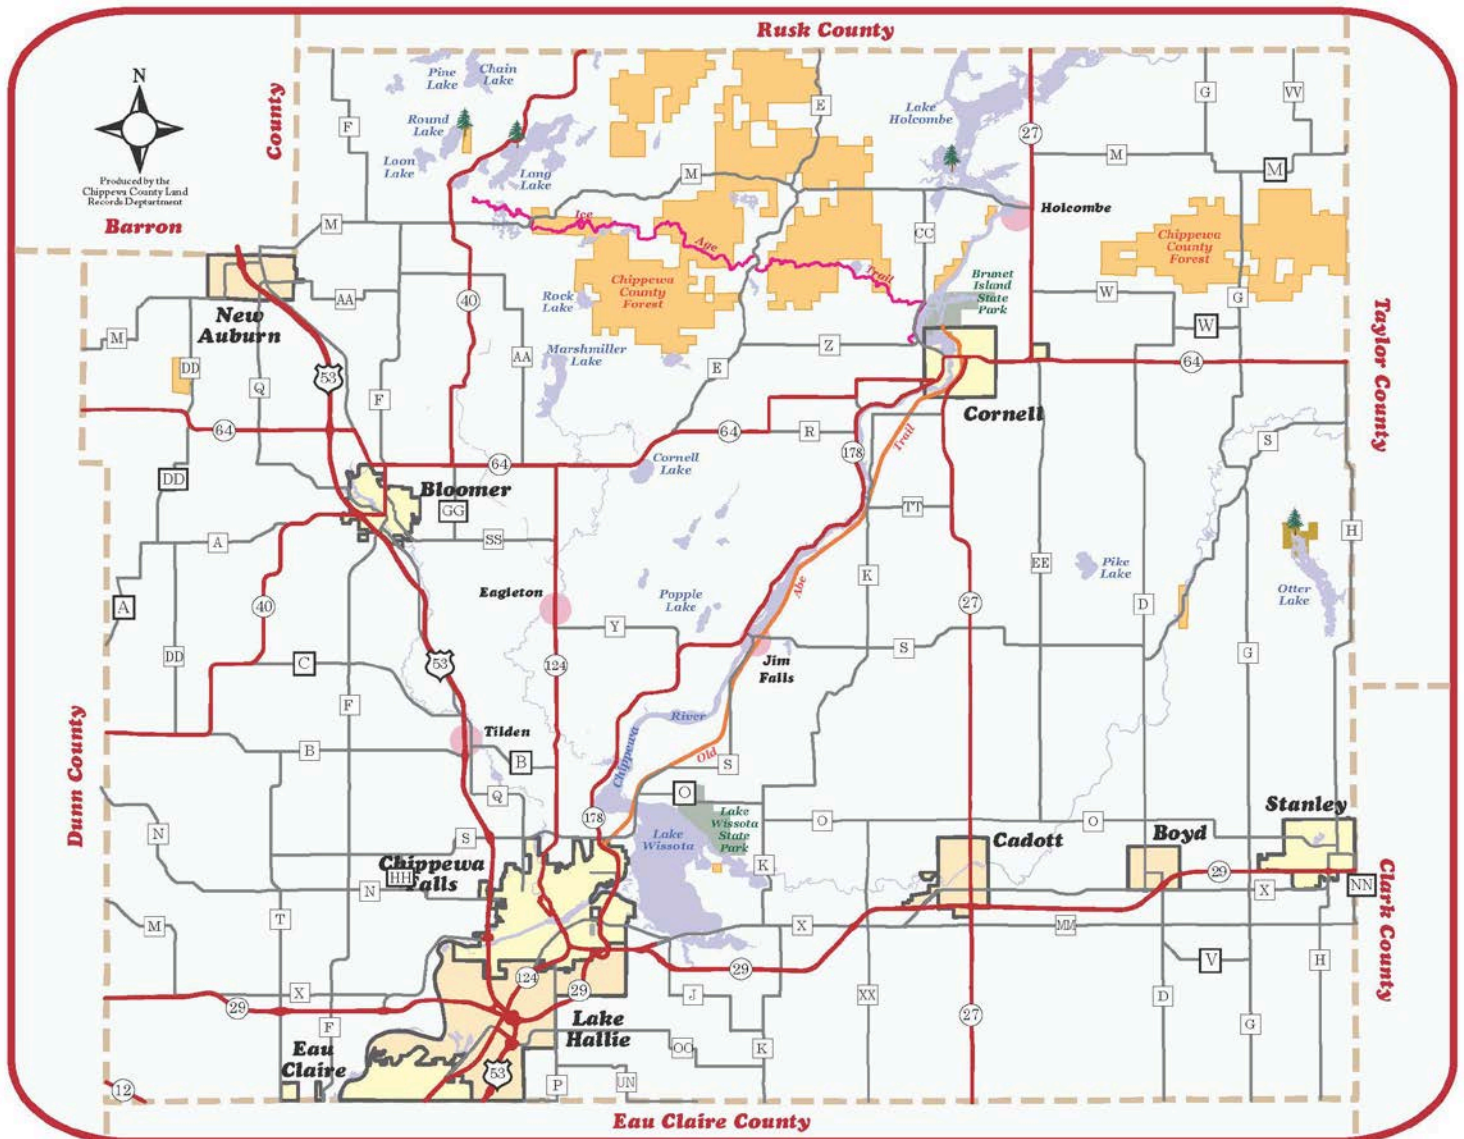 Rusk County
N
Produced by the
Chippewa County Land
Records Department
County
Barron
Pine
Lake
Chain
Lake
Round
Lake
Loon
Lake
Long
Lake
Lake
Holcombe
F
E
27
G
VV
M
M
M
Holcombe
M
Ice
Age
Trail
CC
Chippewa
County
Forest
Chippewa
County
Forest
Brunet
Island
State
Park
AA
40
Rock
Lake
W
G
W
New
Auburn
M
Taylor County
Marshmiller
Lake
Z
AA
E
64
DD
53
Q
F
Cornell
64
64
R
178
Trail
S
Cornell
Lake
64
DD
Bloomer
GG
TT
A
SS
H
EE
Pike
Lake
K
Abe
Otter
Lake
Eagleton
Popple
Lake
A
40
27
D
Y
S
DD
C
53
124
Jim
Falls
G
F
River
Chippewa
Old
Tilden
B
B
S
Dunn County
Q
O
178
Lake
Wissota
Lake
Wissota
State
Park
O
O
Stanley
N
S
Cadott
Boyd
Chippewa
Falls
HH
N
K
29
X
NN
Clark County
M
T
X
MM
V
H
124
29
29
X
29
J
XX
D
F
Lake
Hallie
27
G
Eau
Claire
OO
K
53
P
UN
12
Eau Claire County